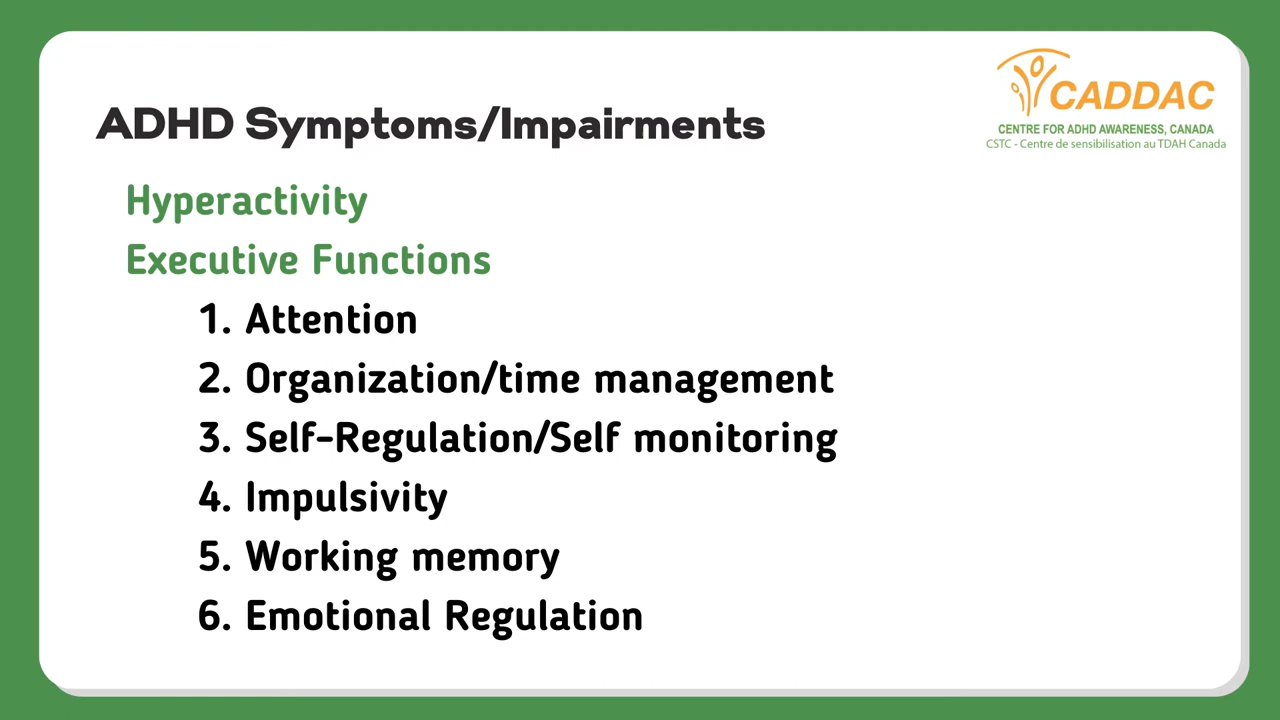 CADDAC
CENTRE FOR ADHD AWARENESS, CANADA
CSTC - Centre de sensibilisation au TDAH Canada
ADHD Symptoms/Impairments
Hyperactivity
Executive Functions
1. Attention
2. Organization/time management
3. Self-Regulation/Self monitoring
4. Impulsivity
5. Working memory
6. Emotional Regulation